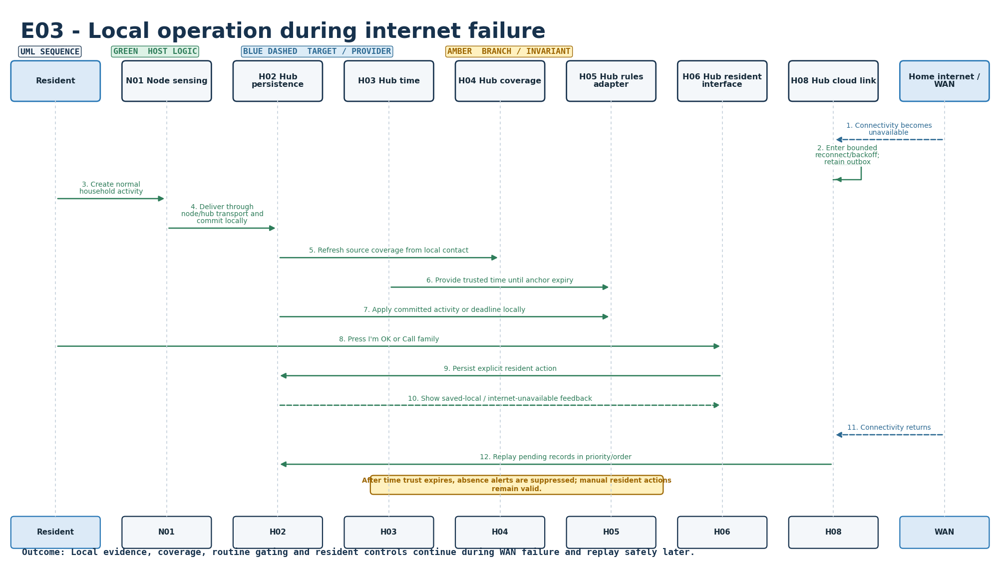 E03 - Local operation during internet failure
UML SEQUENCE
GREEN  HOST LOGIC
BLUE DASHED  TARGET / PROVIDER
AMBER  BRANCH / INVARIANT
Resident
N01 Node sensing
H02 Hub
persistence
H03 Hub time
H04 Hub coverage
H05 Hub rules
adapter
H06 Hub resident
interface
H08 Hub cloud link
Home internet /
WAN
1. Connectivity becomes
unavailable
2. Enter bounded
reconnect/backoff;
retain outbox
3. Create normal
household activity
4. Deliver through
node/hub transport and
commit locally
5. Refresh source coverage from local contact
6. Provide trusted time until anchor expiry
7. Apply committed activity or deadline locally
8. Press I'm OK or Call family
9. Persist explicit resident action
10. Show saved-local / internet-unavailable feedback
11. Connectivity returns
12. Replay pending records in priority/order
After time trust expires, absence alerts are suppressed; manual resident actions
remain valid.
Resident
N01
H02
H03
H04
H05
H06
H08
WAN
Outcome: Local evidence, coverage, routine gating and resident controls continue during WAN failure and replay safely later.